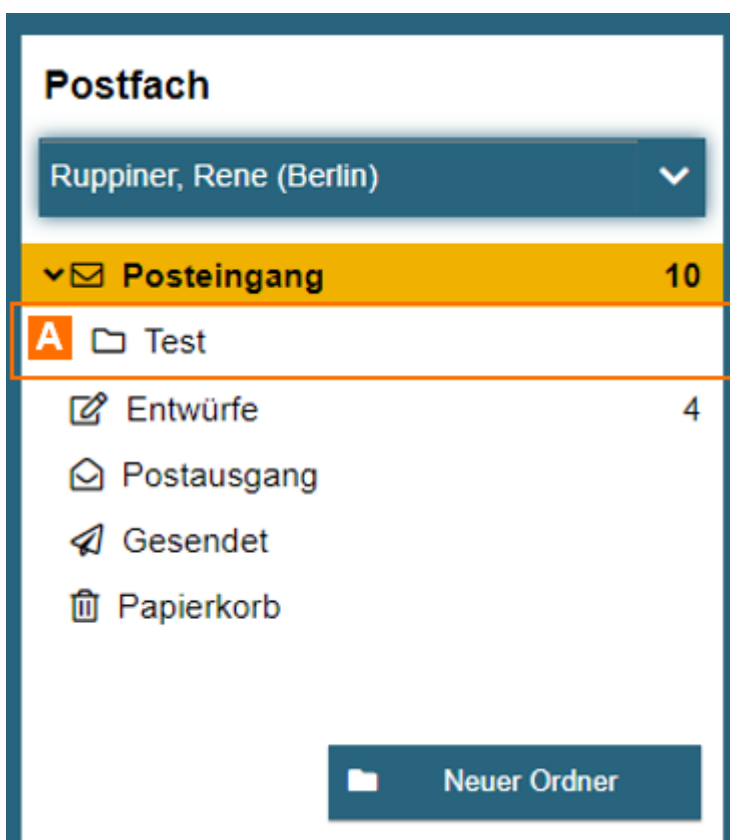 Postfach
Ruppiner, Rene (Berlin)
Posteingang 10
A Test
Entwürfe 4
Postausgang
Gesendet
Papierkorb
Neuer Ordner